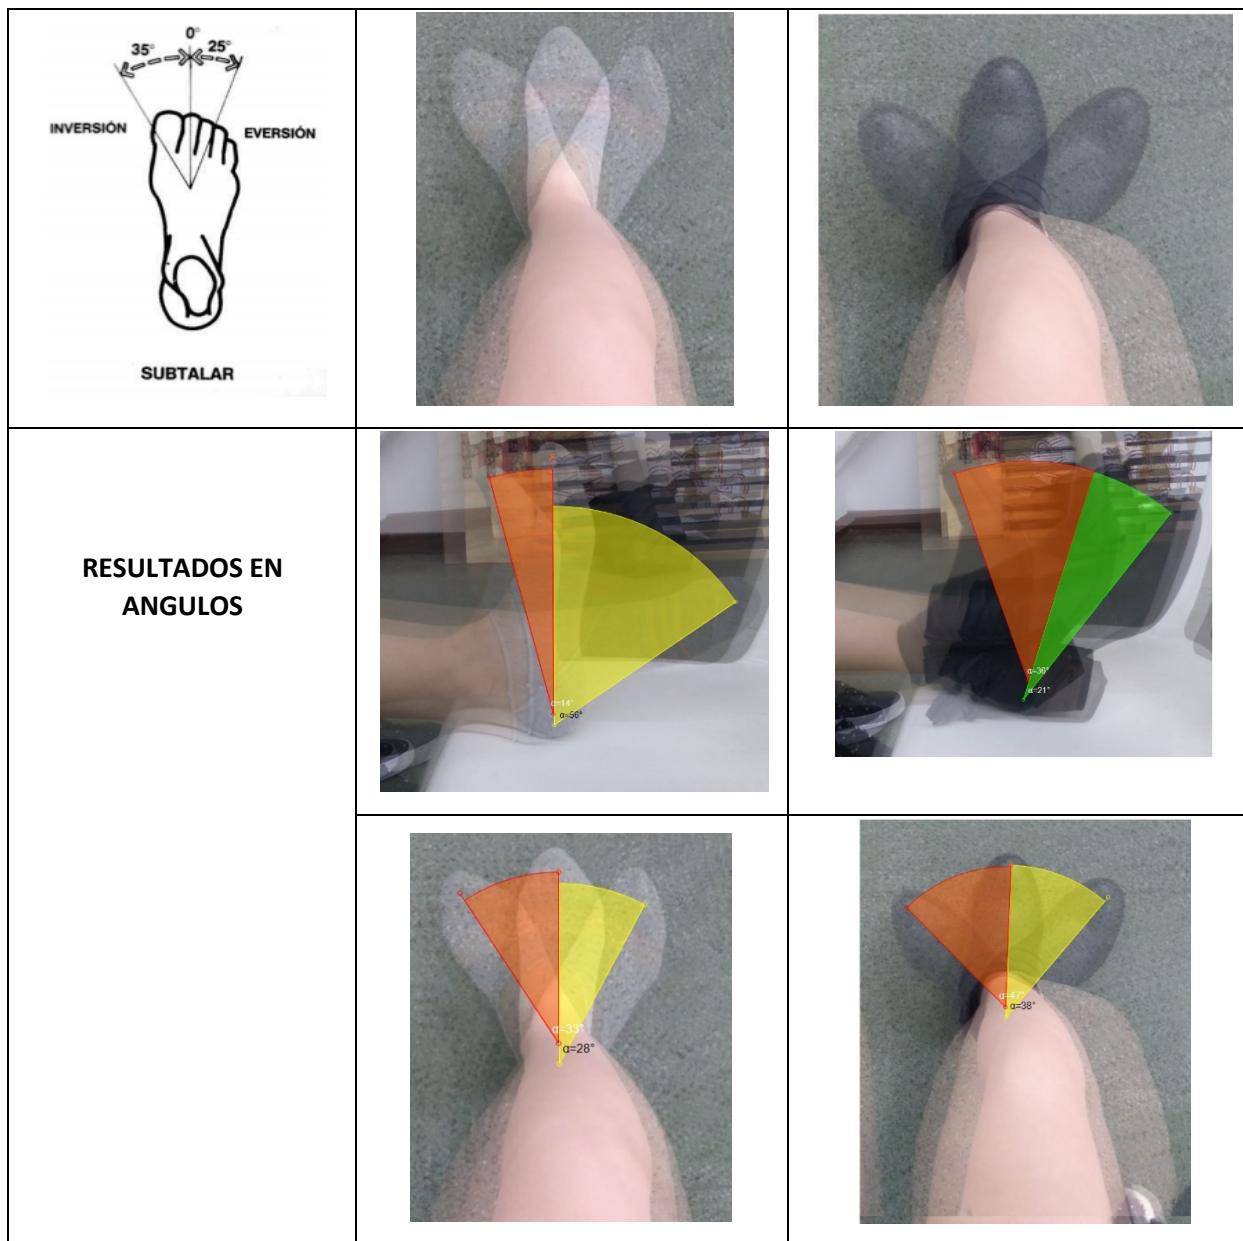 0°
35° 25°
INVERSIÓN EVERSIÓN
SUBTALAR
RESULTADOS EN
ANGULOS
α=14°
α=56°
α=36°
α=21°
α=33°
α=28°
α=47°
α=38°